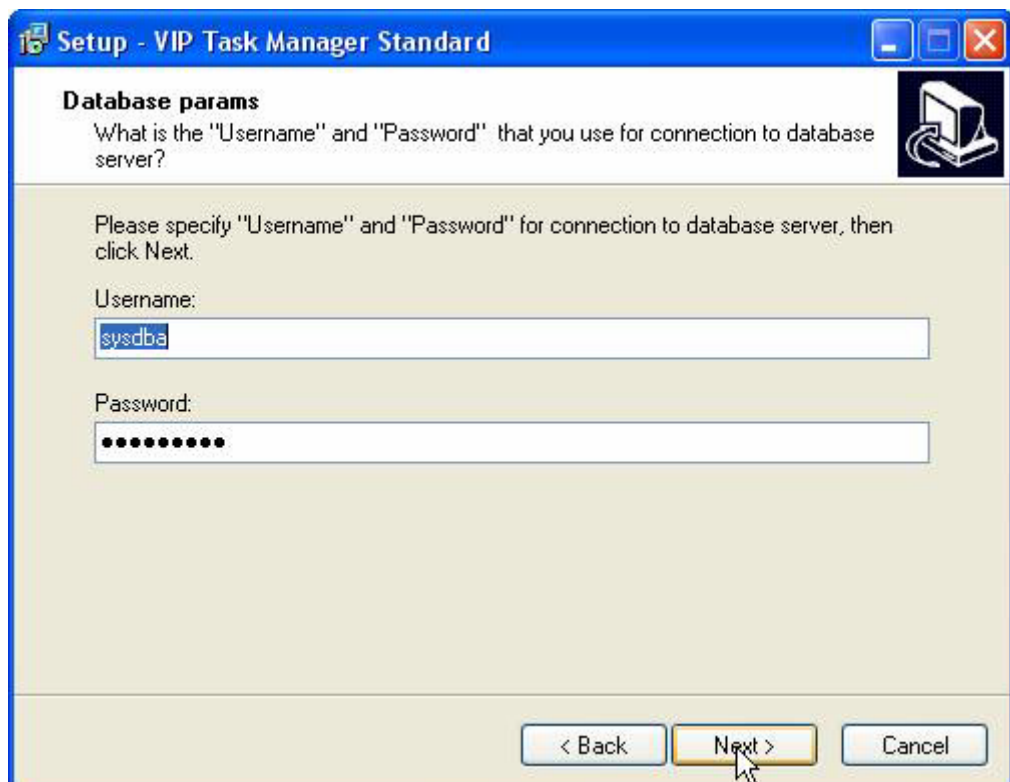 Setup - VIP Task Manager Standard
Database params
What is the "Username" and "Password" that you use for connection to database
server?
Please specify "Username" and "Password" for connection to database server, then
click Next.
Username:
sysdba
Password:
•••••••••
< Back Next > Cancel